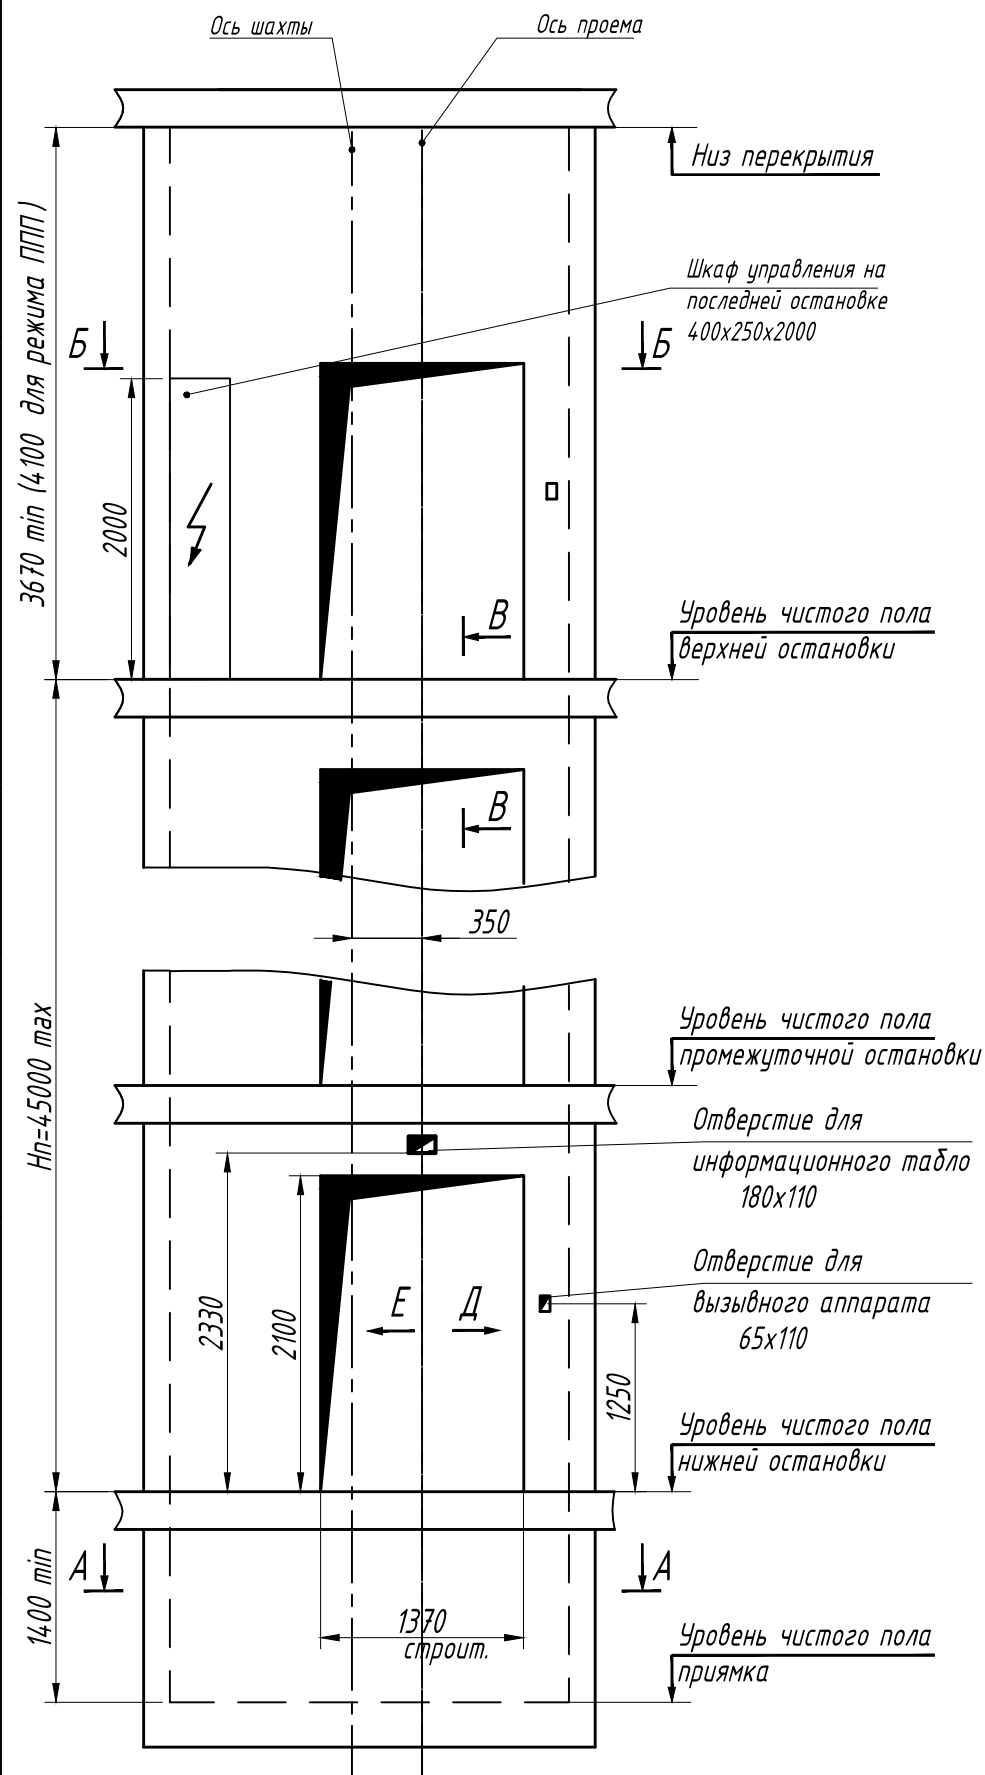 Ось шахты
Ось проема
Низ перекрытия
3670 min (4100 для режима ППП)
Шкаф управления на
последней остановке
400х250х2000
Б
Б
2000
В
Уровень чистого пола
верхней остановки
В
350
Нп=45000 max
Уровень чистого пола
промежуточной остановки
Отверстие для
информационного табло
180х110
Отверстие для
вызывного аппарата
65х110
Е
Д
2330
2100
1250
Уровень чистого пола
нижней остановки
А
А
1400 min
1370
строит.
Уровень чистого пола
приямка